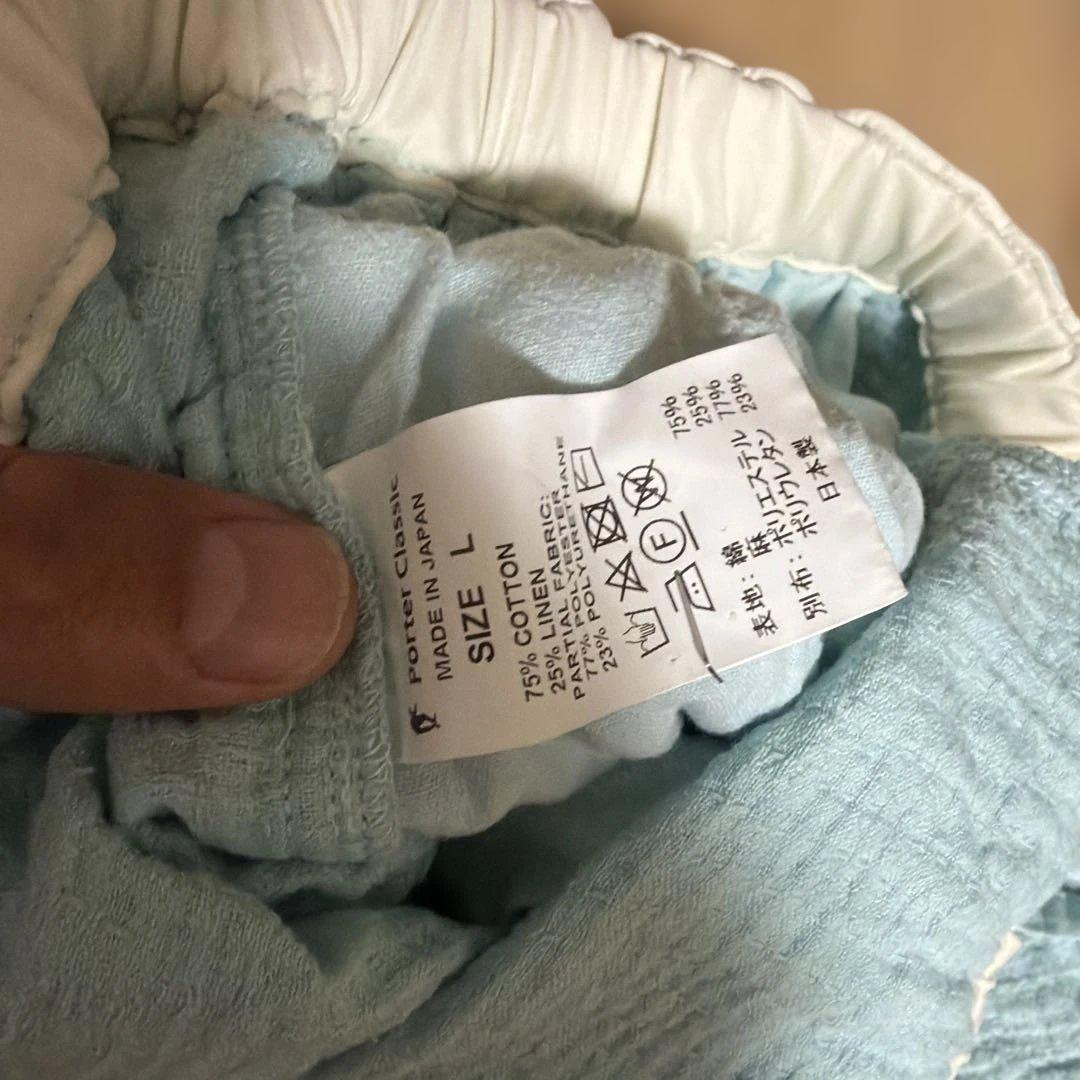 Porter Classic
MADE IN JAPAN
SIZE L
75% COTTON
25% LINEN
PARTIAL FABRIC:
77% POLYESTER
23% POLYURETHANE
F
W
表地: 綿 75%
麻 25%
別布: ポリエステル 77%
ポリウレタン 23%
日本製